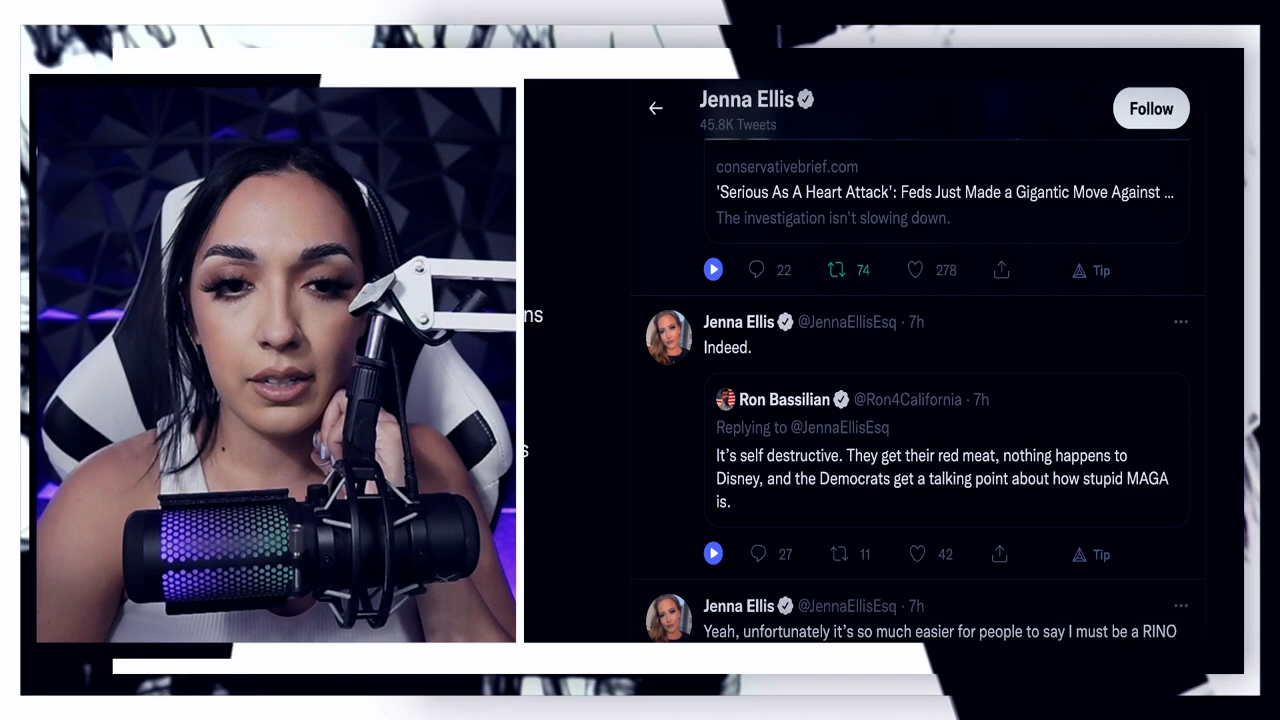 Jenna Ellis
45.8K Tweets
Follow
conservativebrief.com
'Serious As A Heart Attack': Feds Just Made a Gigantic Move Against ...
The investigation isn't slowing down.
22 74 278 Tip
Jenna Ellis @JennaEllisEsq · 7h
Indeed.
Ron Bassilian @Ron4California · 7h
Replying to @JennaEllisEsq
It's self destructive. They get their red meat, nothing happens to
Disney, and the Democrats get a talking point about how stupid MAGA
is.
27 11 42 Tip
Jenna Ellis @JennaEllisEsq · 7h
Yeah, unfortunately it's so much easier for people to say I must be a RINO
ns
s